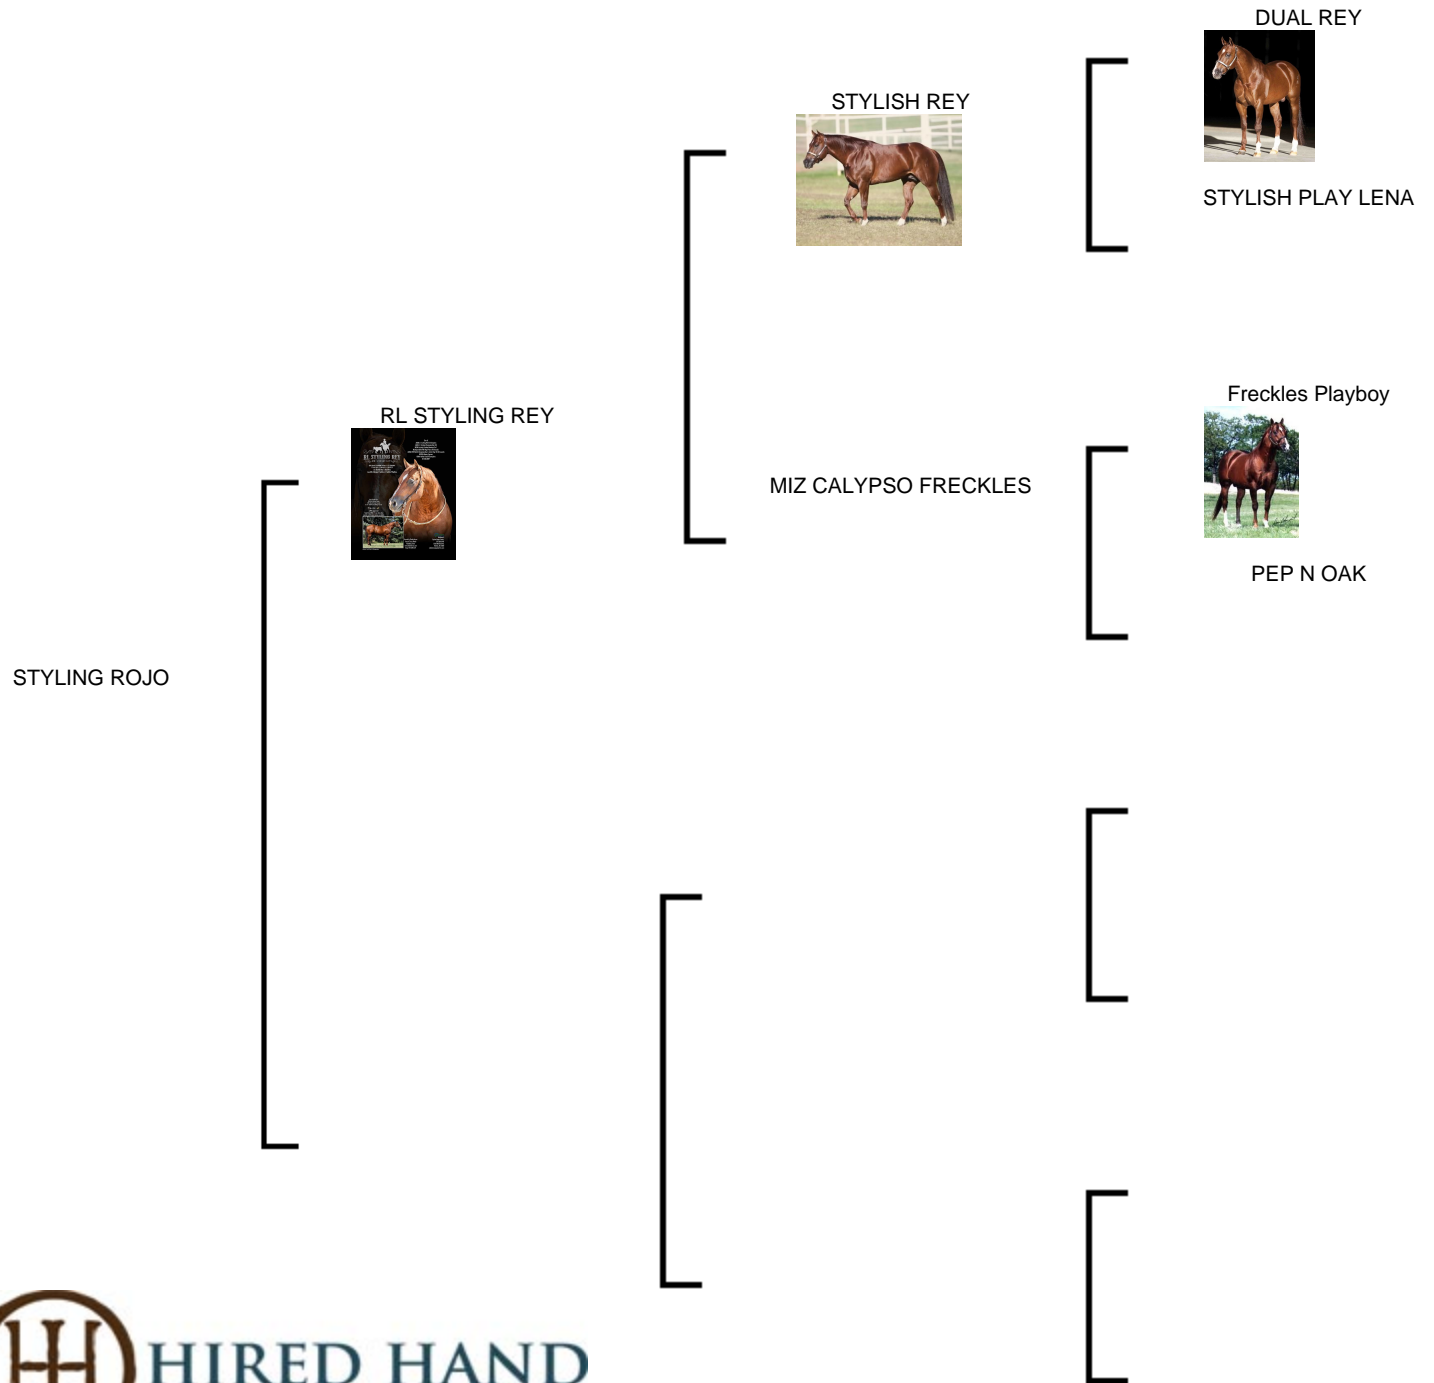 DUAL REY
STYLISH REY
STYLISH PLAY LENA
Freckles Playboy
RL STYLING REY
MIZ CALYPSO FRECKLES
PEP N OAK
STYLING ROJO
HIRED HAND